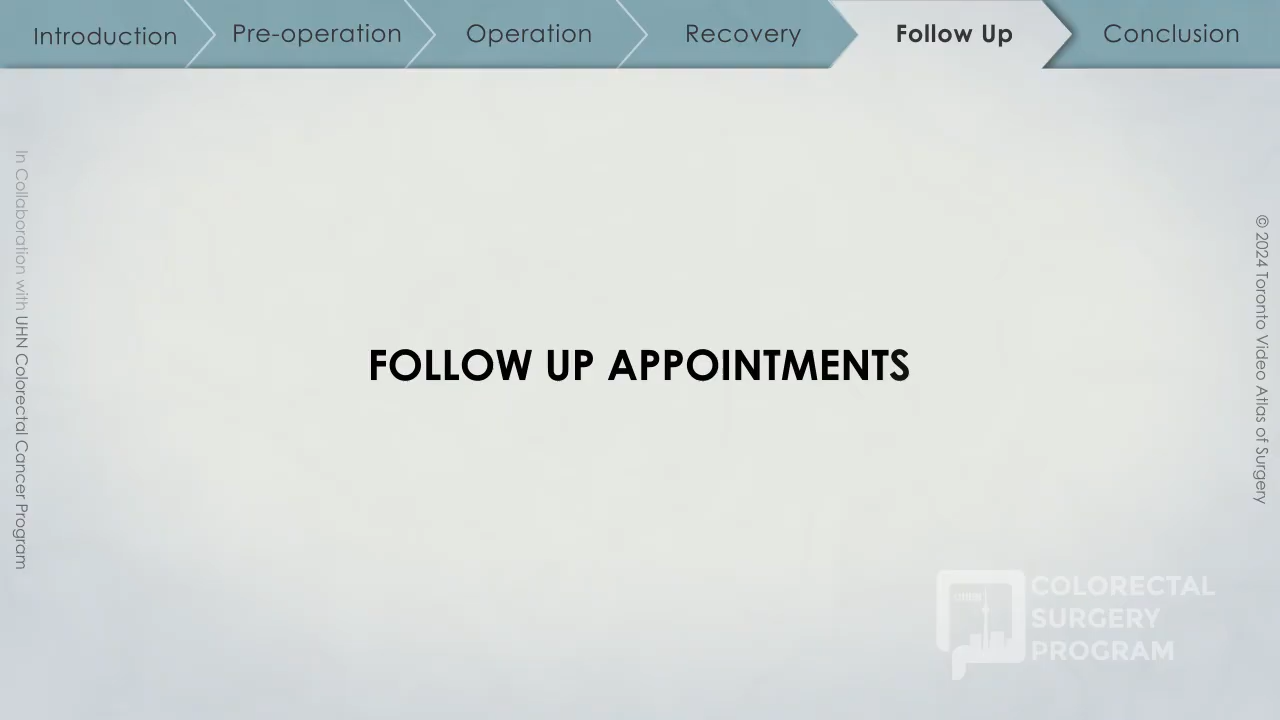 Introduction
Pre-operation
Operation
Recovery
Follow Up
Conclusion
In Collaboration with UHN Colorectal Cancer Program
© 2024 Toronto Video Atlas of Surgery
FOLLOW UP APPOINTMENTS
COLORECTAL
SURGERY
PROGRAM